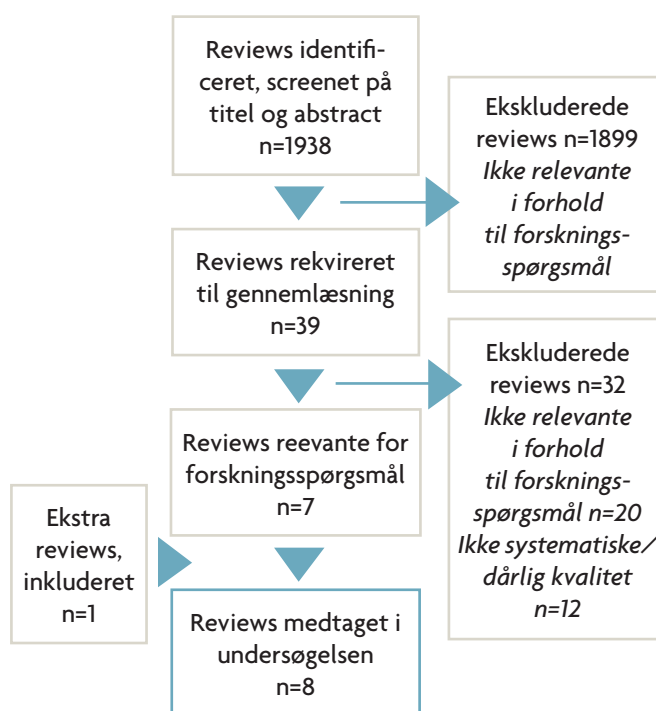 Reviews identifi-
ceret, screenet på
titel og abstract
n=1938
Ekskluderede
reviews n=1899
Ikke relevante
i forhold
til forsknings-
spørgsmål
Reviews rekvireret
til gennemlæsning
n=39
Ekskluderede
reviews n=32
Ikke relevante
i forhold
til forsknings-
spørgsmål n=20
Ikke systematiske/
dårlig kvalitet
n=12
Reviews reevante for
forskningsspørgsmål
n=7
Ekstra
reviews,
inkluderet
n=1
Reviews medtaget i
undersøgelsen
n=8